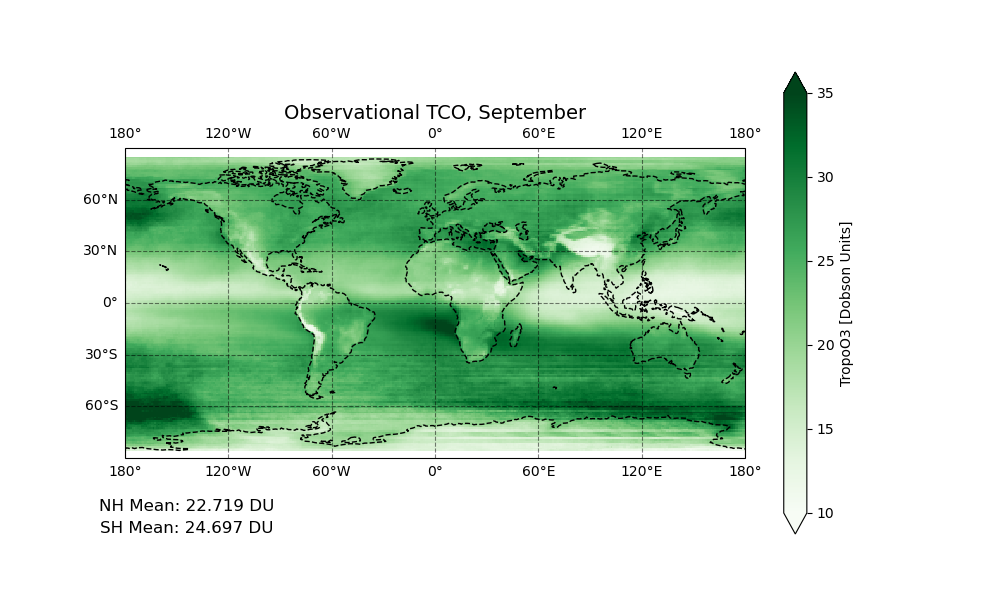 Observational TCO, September
180° 120°W 60°W 0° 60°E 120°E 180°
60°N
30°N
0°
30°S
60°S
180° 120°W 60°W 0° 60°E 120°E 180°
35
30
25
20
15
10
TropoO3 [Dobson Units]
NH Mean: 22.719 DU
SH Mean: 24.697 DU